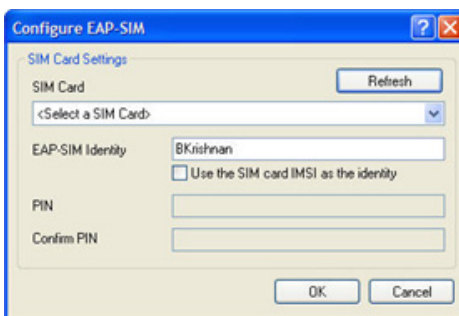 Configure EAP-SIM
SIM Card Settings
SIM Card
Refresh
<Select a SIM Card>
EAP-SIM Identity
BKrishnan
Use the SIM card IMSI as the identity
PIN
Confirm PIN
OK
Cancel